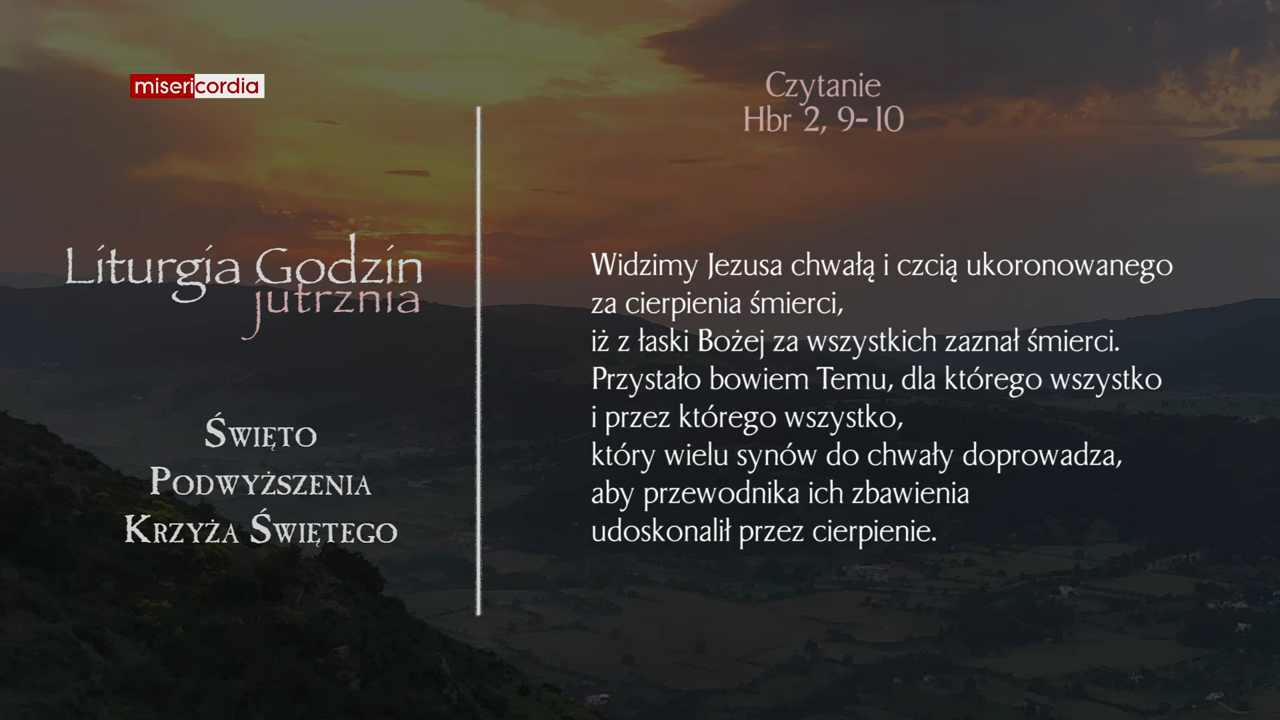 misericordia
Liturgia Godzin
jutrznia
Święto
Podwyższenia
Krzyża Świętego
Czytanie
Hbr 2, 9-10
Widzimy Jezusa chwałą i czcią ukoronowanego
za cierpienia śmierci,
iż z łaski Bożej za wszystkich zaznał śmierci.
Przystało bowiem Temu, dla którego wszystko
i przez którego wszystko,
który wielu synów do chwały doprowadza,
aby przewodnika ich zbawienia
udoskonalił przez cierpienie.